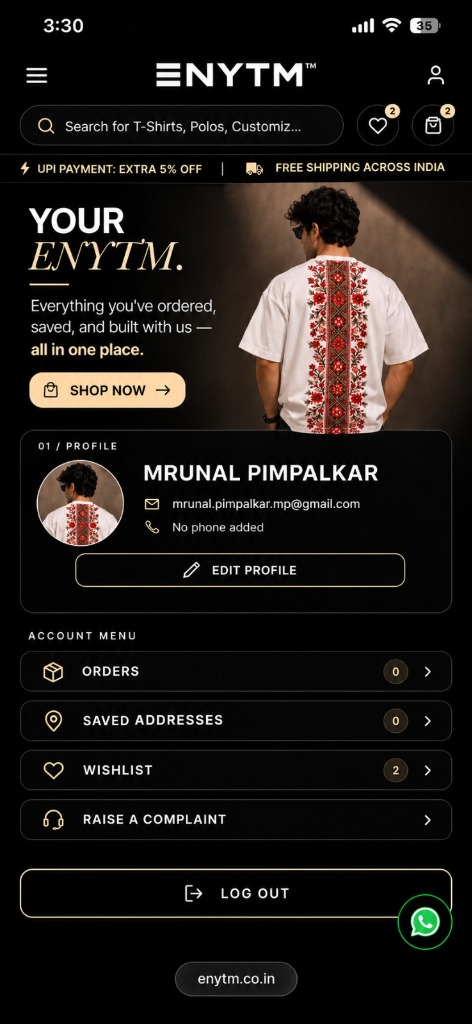 3:30
35
ENYTM™
Search for T-Shirts, Polos, Customiz...
2
2
UPI PAYMENT: EXTRA 5% OFF | FREE SHIPPING ACROSS INDIA
YOUR
ENYTM.
Everything you've ordered,
saved, and built with us —
all in one place.
SHOP NOW →
01 / PROFILE
MRUNAL PIMPALKAR
mrunal.pimpalkar.mp@gmail.com
No phone added
EDIT PROFILE
ACCOUNT MENU
ORDERS 0
SAVED ADDRESSES 0
WISHLIST 2
RAISE A COMPLAINT
LOG OUT
enytm.co.in